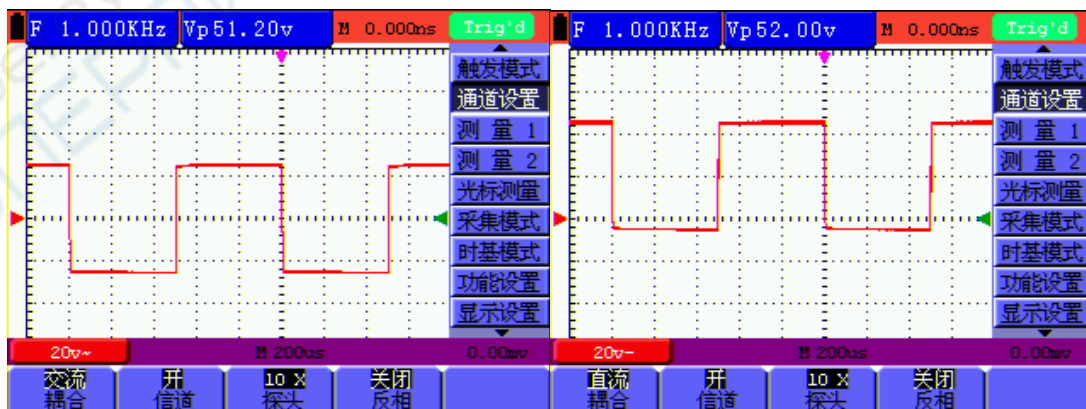 F 1.000KHz Vp51.20v M 0.000ns Trig'd
触发模式
通道设置
测 量 1
测 量 2
光标测量
采集模式
时基模式
功能设置
显示设置
20v~ M 200us 0.00mv
交流 开 10 X 关闭
耦合 信道 探头 反相
F 1.000KHz Vp52.00v M 0.000ns Trig'd
触发模式
通道设置
测 量 1
测 量 2
光标测量
采集模式
时基模式
功能设置
显示设置
20v- M 200us 0.00mv
直流 开 10 X 关闭
耦合 信道 探头 反相